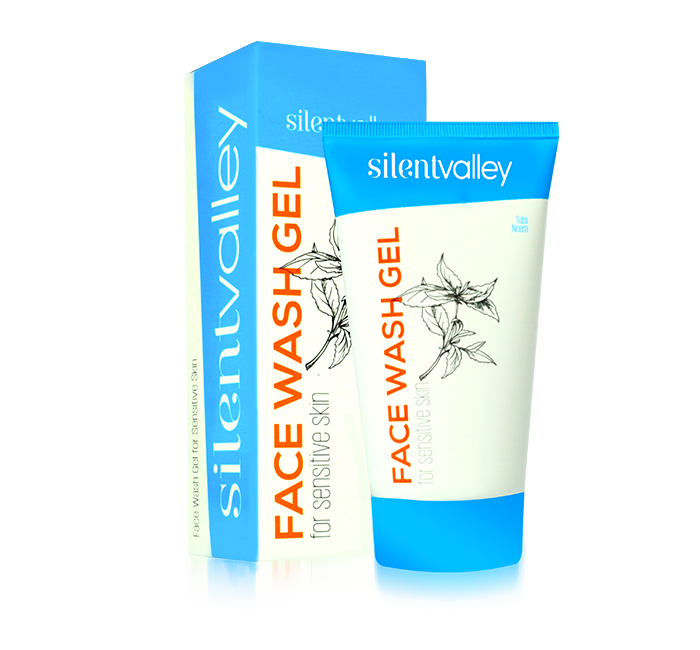 Face Wash Gel for Sensitive Skin
silentvalley
FACE WASH GEL
for sensitive skin
silentvalley
Tulsi
Neem
FACE WASH GEL
for sensitive skin